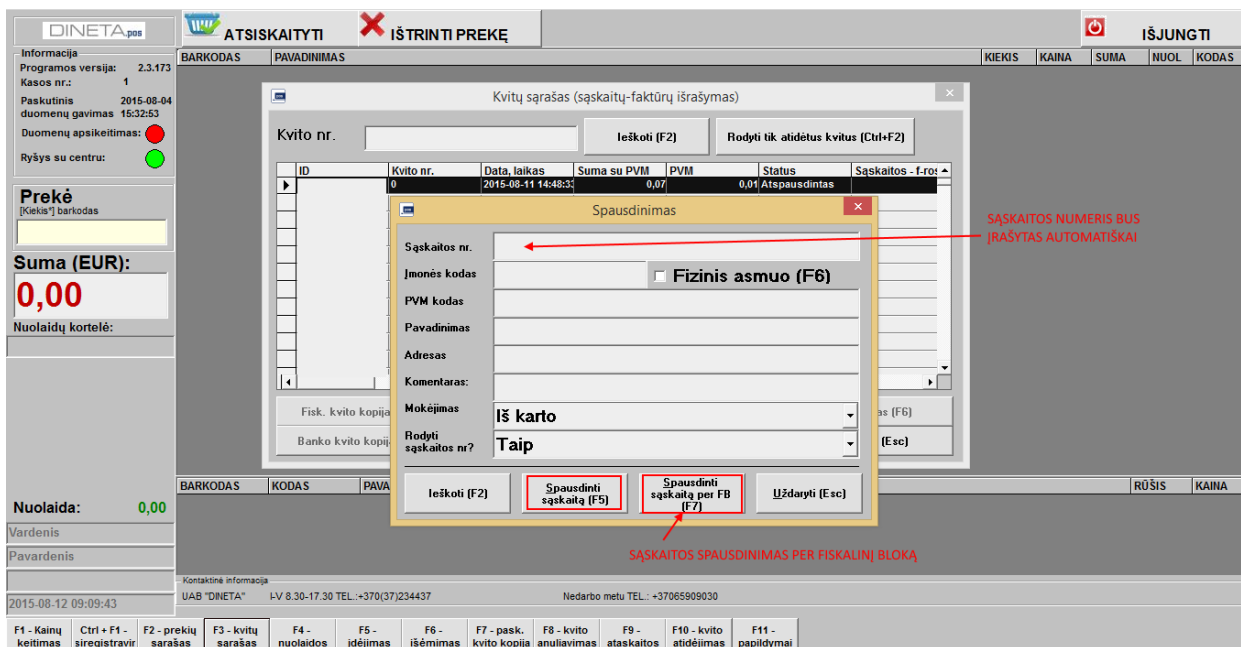 DINETA.pos
ATSISKAITYTI
IŠTRINTI PREKĘ
IŠJUNGTI
Informacija
Programos versija: 2.3.173
Kasos nr.: 1
Paskutinis 2015-08-04
duomenų gavimas 15:32:53
Duomenų apsikeitimas:
Ryšys su centru:
BARKODAS PAVADINIMAS KIEKIS KAINA SUMA NUOL KODAS
Prekė
[Kiekis*] barkodas
Suma (EUR):
0,00
Nuolaidų kortelė:
Kvitų sąrašas (sąskaitų-faktūrų išrašymas)
Kvito nr.
Ieškoti (F2)
Rodyti tik atidėtus kvitus (Ctrl+F2)
ID Kvito nr. Data, laikas Suma su PVM PVM Status Sąskaitos - f-ros
0 2015-08-11 14:48:33 0,07 0,01 Atspausdintas
Spausdinimas
Sąskaitos nr.
Įmonės kodas
Fizinis asmuo (F6)
PVM kodas
Pavadinimas
Adresas
Komentaras:
Mokėjimas
Iš karto
Rodyti
sąskaitos nr?
Taip
Ieškoti (F2)
Spausdinti
sąskaitą (F5)
Spausdinti
sąskaitą per FB
(F7)
Uždaryti (Esc)
SĄSKAITOS NUMERIS BUS
ĮRAŠYTAS AUTOMATIŠKAI
SĄSKAITOS SPAUSDINIMAS PER FISKALINĮ BLOKĄ
Fisk. kvito kopija
as (F6)
Banko kvito kopij
(Esc)
BARKODAS KODAS PAVA RŪŠIS KAINA
Nuolaida: 0,00
Vardenis
Pavardenis
2015-08-12 09:09:43
Kontaktinė informacija
UAB "DINETA" I-V 8.30-17.30 TEL.:+370(37)234437 Nedarbo metu TEL.: +37065909030
F1 - Kainų
keitimas
Ctrl + F1 -
siregistravir
F2 - prekių
sarašas
F3 - kvitų
sarašas
F4 -
nuolaidos
F5 -
idėjimas
F6 -
išėmimas
F7 - pask.
kvito kopija
F8 - kvito
anuliavimas
F9 -
ataskaitos
F10 - kvito
atidėjimas
F11 -
papildymai